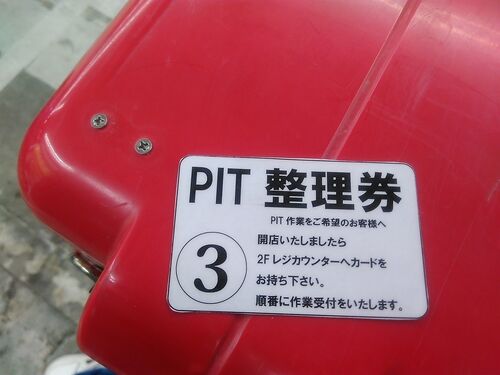 PIT 整理券
PIT 作業をご希望のお客様へ
3
開店いたしましたら
2F レジカウンターへカードを
お持ち下さい。
順番に作業受付をいたします。